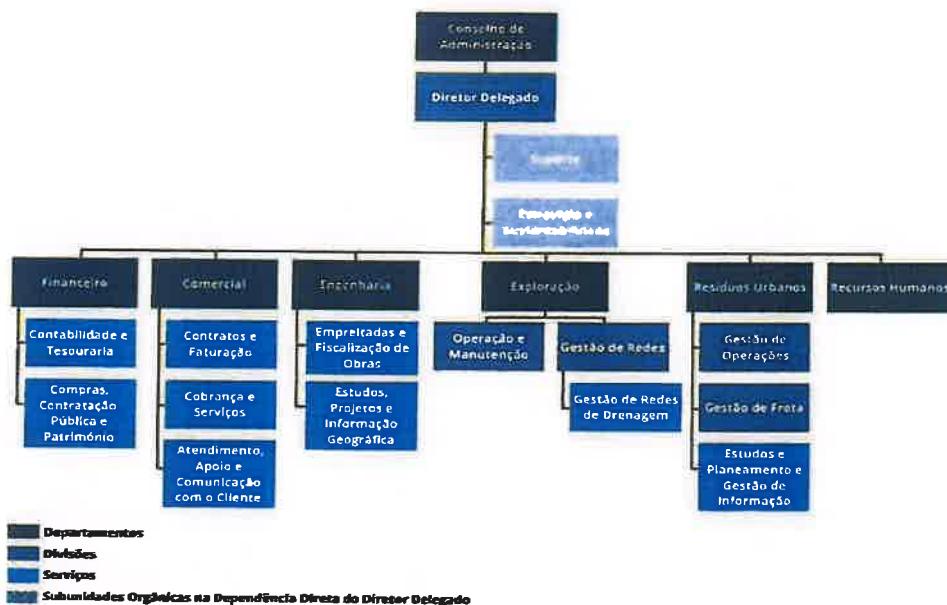 Conselho de
Administração
Diretor Delegado
Suporte
Estratégia e
Sustentabilidade
Financeiro
Comercial
Engenharia
Exploração
Resíduos Urbanos
Recursos Humanos
Contabilidade e
Tesouraria
Contratos e
Faturação
Empreitadas e
Fiscalização de
Obras
Operação e
Manutenção
Gestão de Redes
Gestão de
Operações
Compras,
Contratação
Pública e
Património
Cobrança e
Serviços
Estudos,
Projetos e
Informação
Geográfica
Gestão de Redes
de Drenagem
Gestão de Frota
Atendimento,
Apoio e
Comunicação
com o Cliente
Estudos e
Planeamento e
Gestão de
Informação
Departamentos
Divisões
Serviços
Subunidades Orgânicas na Dependência Direta do Diretor Delegado